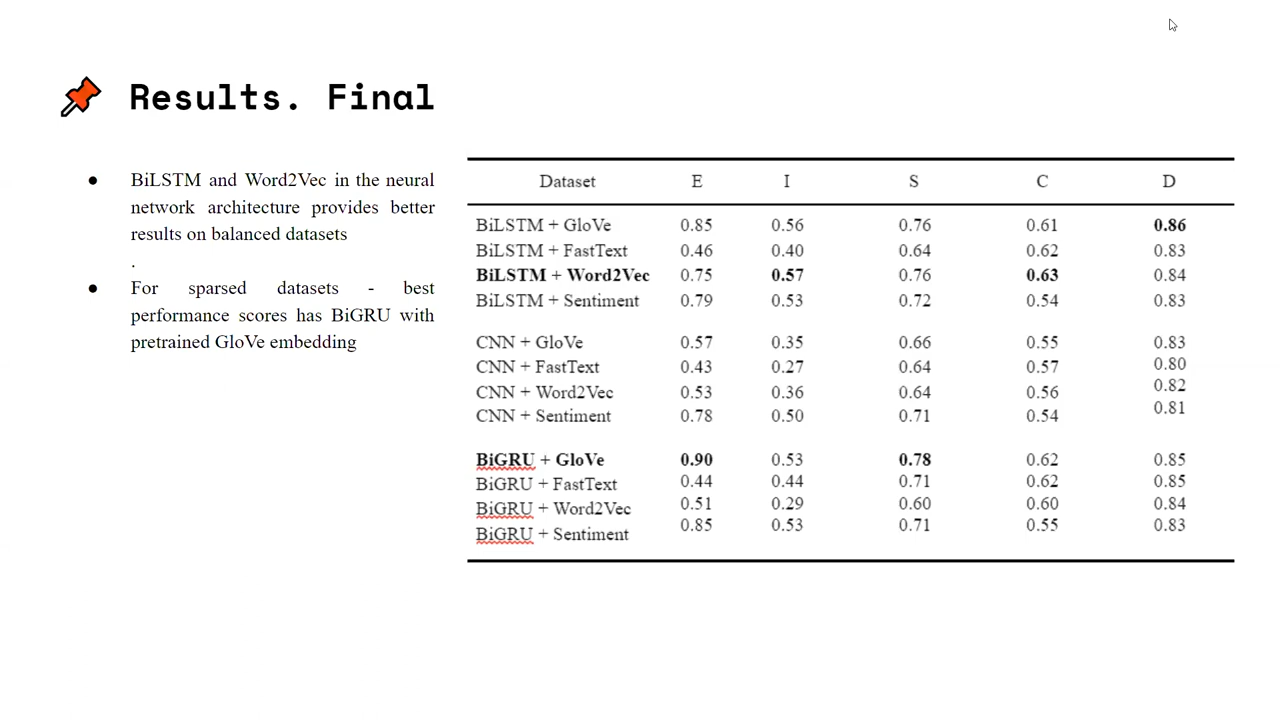 Results. Final
● BiLSTM and Word2Vec in the neural
network architecture provides better
results on balanced datasets
.
● For sparsed datasets - best
performance scores has BiGRU with
pretrained GloVe embedding
Dataset E I S C D
BiLSTM + GloVe 0.85 0.56 0.76 0.61 0.86
BiLSTM + FastText 0.46 0.40 0.64 0.62 0.83
BiLSTM + Word2Vec 0.75 0.57 0.76 0.63 0.84
BiLSTM + Sentiment 0.79 0.53 0.72 0.54 0.83
CNN + GloVe 0.57 0.35 0.66 0.55 0.83
CNN + FastText 0.43 0.27 0.64 0.57 0.80
CNN + Word2Vec 0.53 0.36 0.64 0.56 0.82
CNN + Sentiment 0.78 0.50 0.71 0.54 0.81
BiGRU + GloVe 0.90 0.53 0.78 0.62 0.85
BiGRU + FastText 0.44 0.44 0.71 0.62 0.85
BiGRU + Word2Vec 0.51 0.29 0.60 0.60 0.84
BiGRU + Sentiment 0.85 0.53 0.71 0.55 0.83